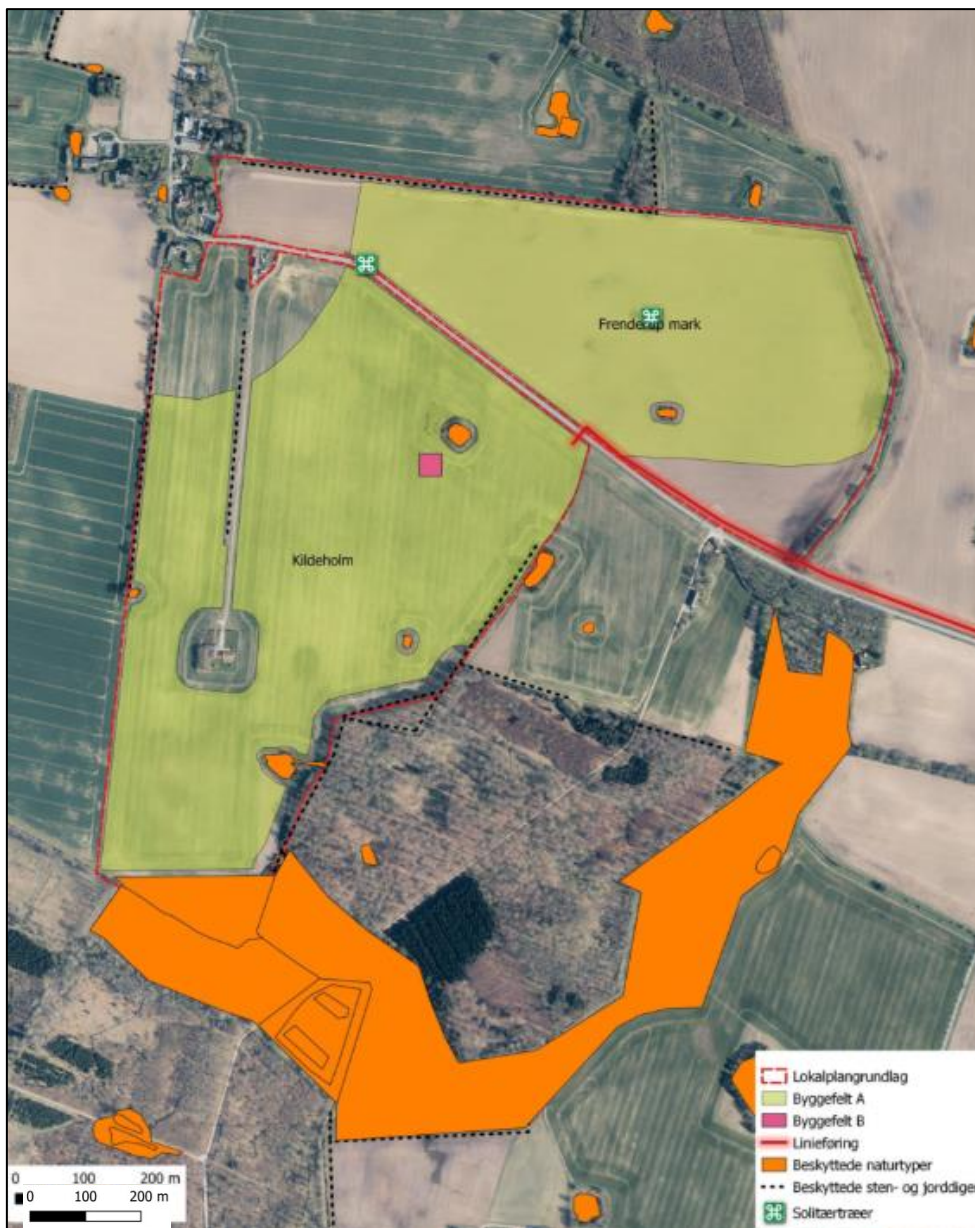 Frenderup mark
Kildeholm
Lokalplangrundlag
Byggefelt A
Byggefelt B
Linieføring
Beskyttede naturtyper
Beskyttede sten- og jorddiger
Solitærtræer
0 100 200 m
0 100 200 m